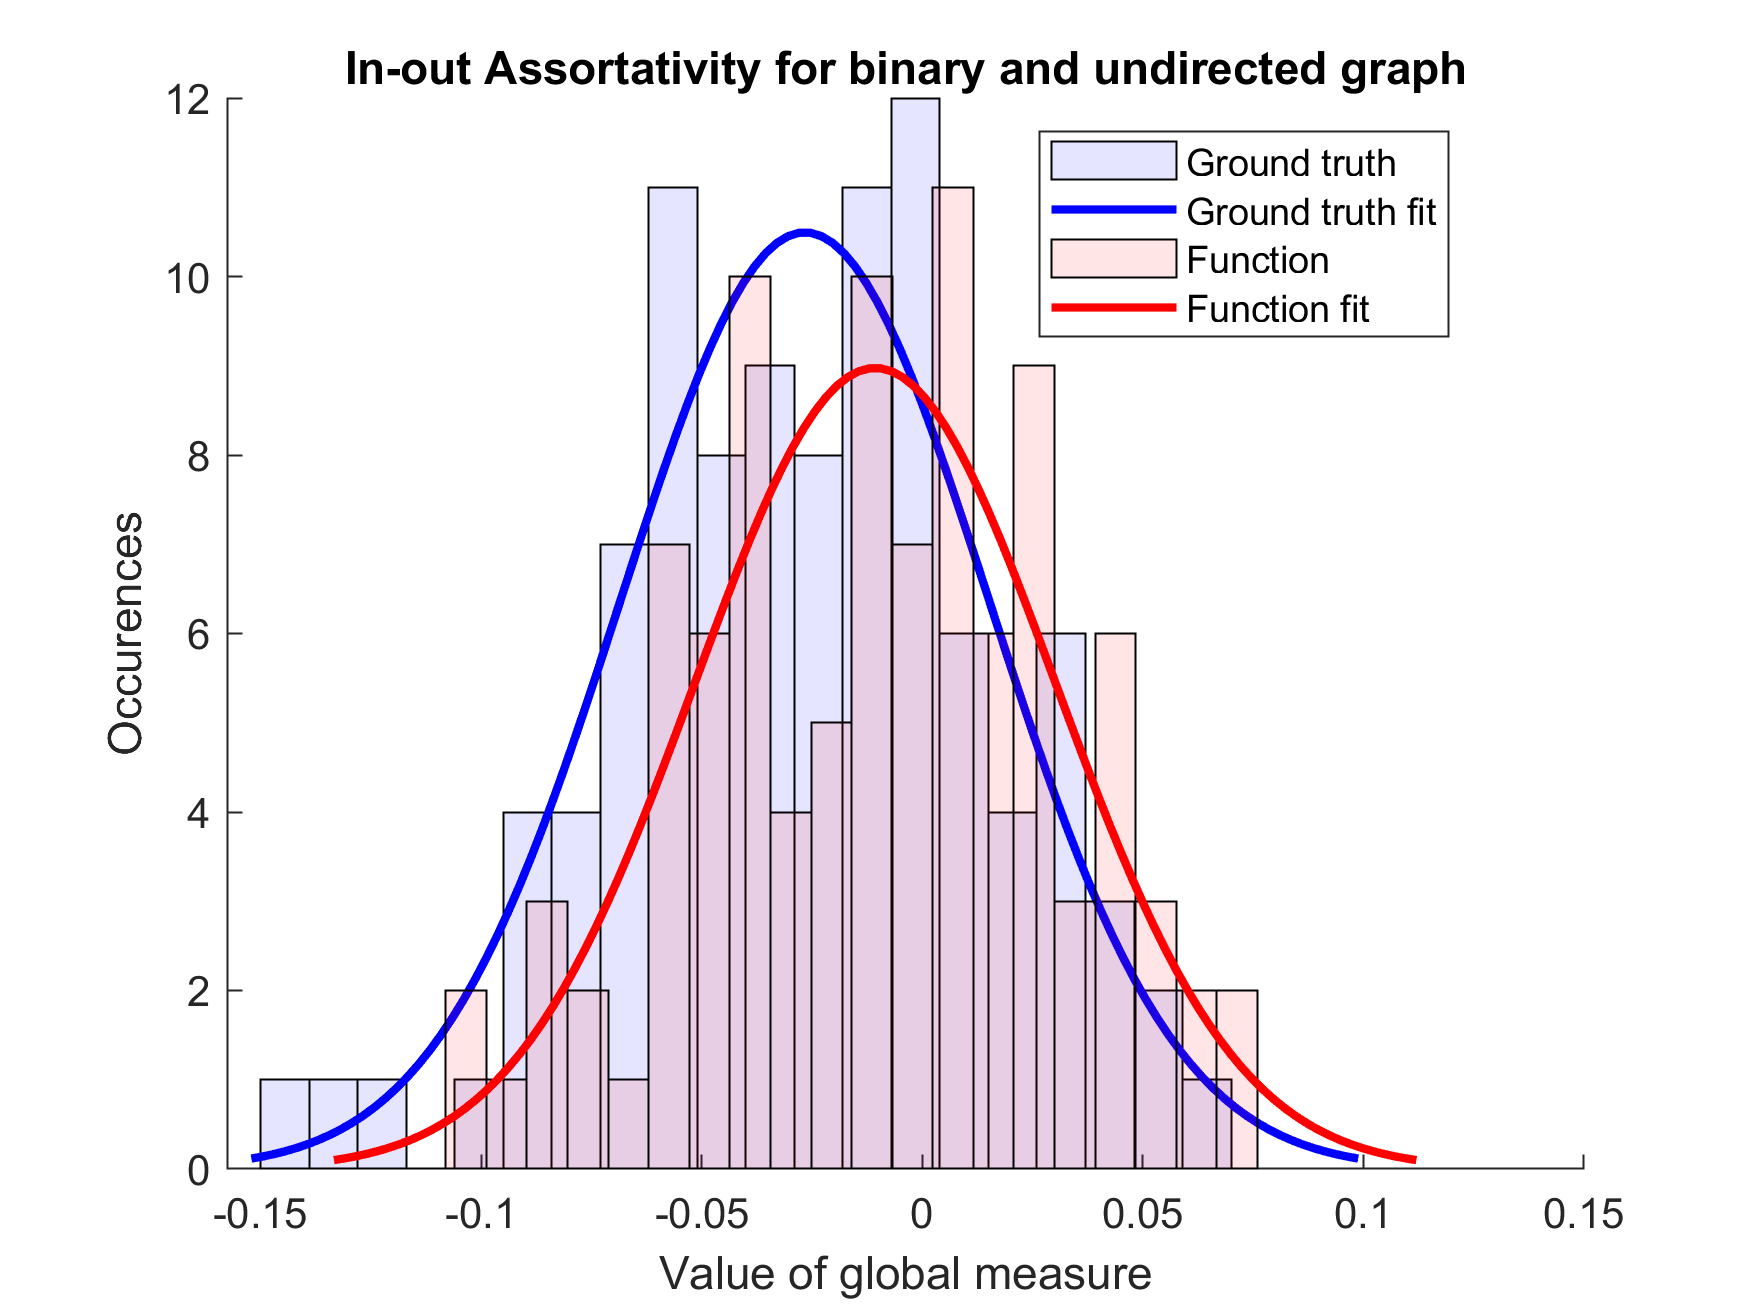 In-out Assortativity for binary and undirected graph
12
10
8
6
4
2
0
Occurences
Ground truth
Ground truth fit
Function
Function fit
-0.15 -0.1 -0.05 0 0.05 0.1 0.15
Value of global measure